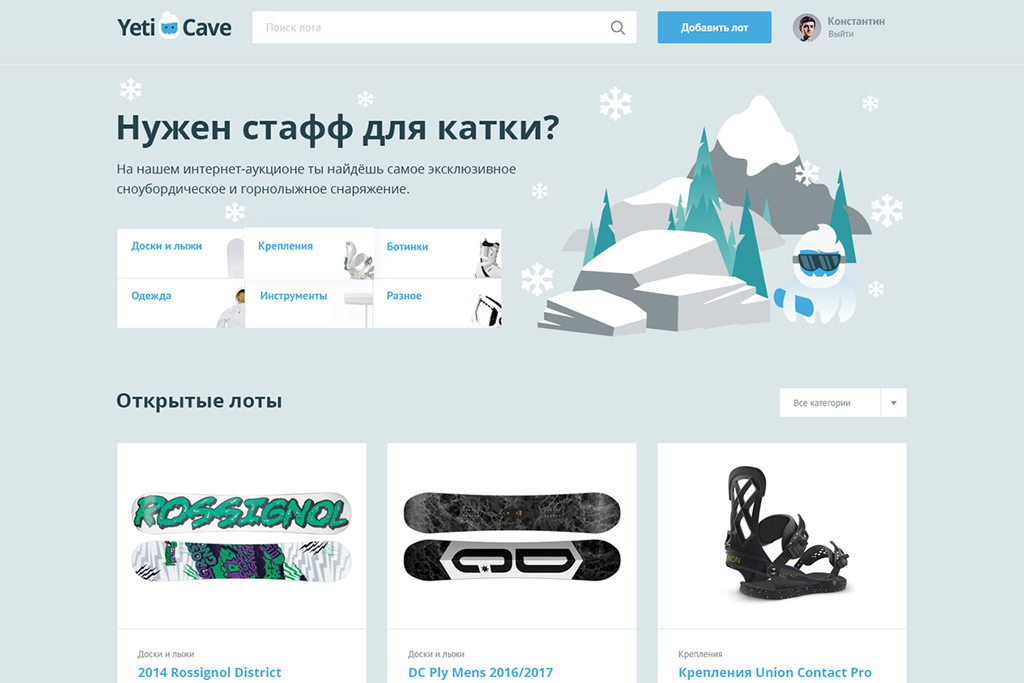 Yeti Cave
Поиск лота
Добавить лот
Константин
Выйти
Нужен стафф для катки?
На нашем интернет-аукционе ты найдёшь самое эксклюзивное
сноубордическое и горнолыжное снаряжение.
Доски и лыжи
Крепления
Ботинки
Одежда
Инструменты
Разное
Открытые лоты
Все категории
ROSSIGNOL
UNION
Доски и лыжи
2014 Rossignol District
Доски и лыжи
DC Ply Mens 2016/2017
Крепления
Крепления Union Contact Pro